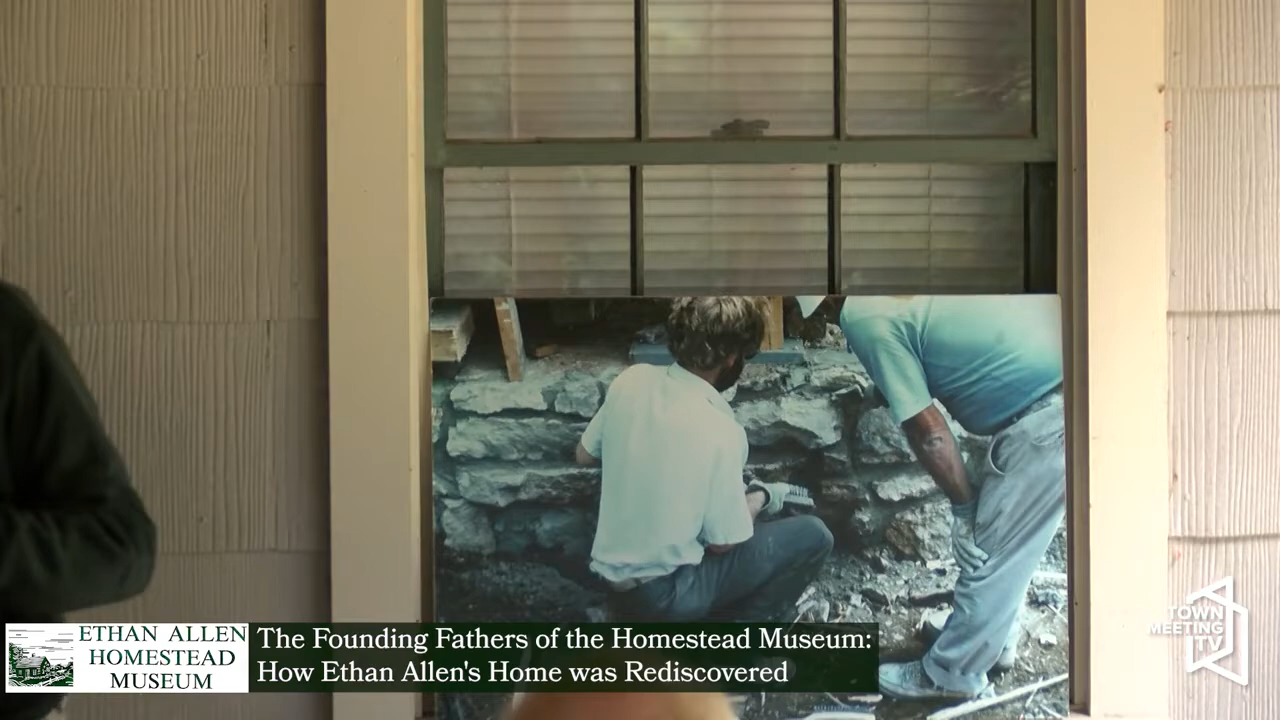 ETHAN ALLEN
HOMESTEAD
MUSEUM
The Founding Fathers of the Homestead Museum:
How Ethan Allen's Home was Rediscovered
TOWN
MEETING
TV